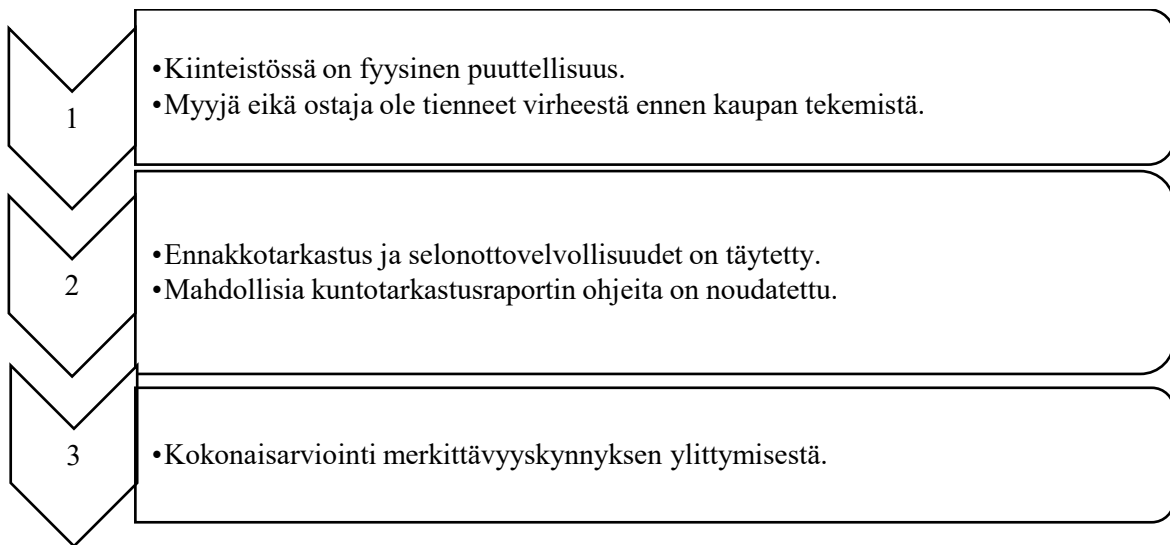 1
•Kiinteistössä on fyysinen puuttellisuus.
•Myyjä eikä ostaja ole tienneet virheestä ennen kaupan tekemistä.
2
•Ennakkotarkastus ja selonottovelvollisuudet on täytetty.
•Mahdollisia kuntotarkastusraportin ohjeita on noudatettu.
3
•Kokonaisarviointi merkittävyyskynnyksen ylittymisestä.